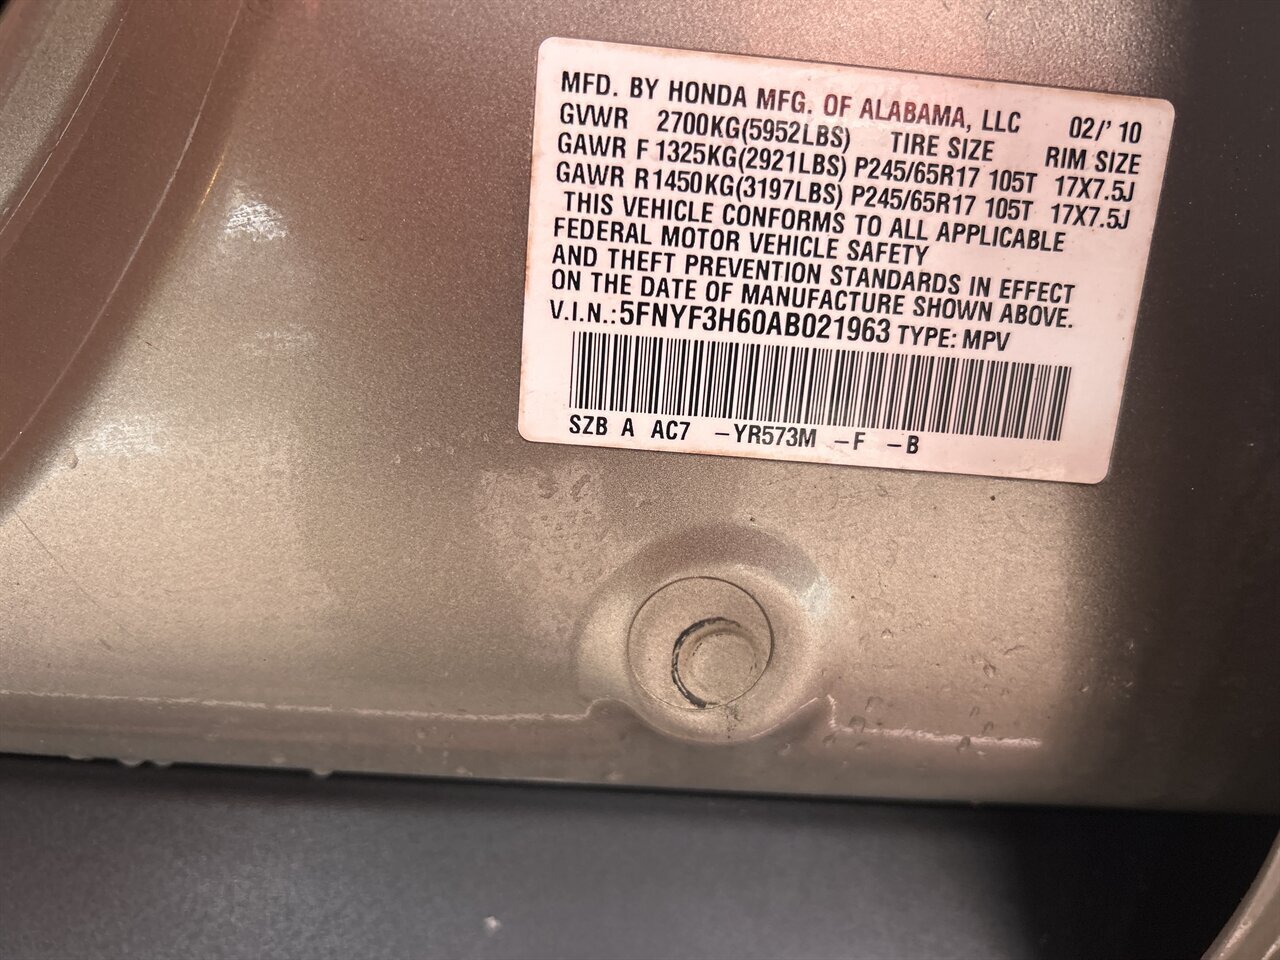 MFD. BY HONDA MFG. OF ALABAMA, LLC 02/' 10
GVWR 2700KG(5952LBS) TIRE SIZE RIM SIZE
GAWR F 1325KG(2921LBS) P245/65R17 105T 17X7.5J
GAWR R1450KG(3197LBS) P245/65R17 105T 17X7.5J
THIS VEHICLE CONFORMS TO ALL APPLICABLE
FEDERAL MOTOR VEHICLE SAFETY
AND THEFT PREVENTION STANDARDS IN EFFECT
ON THE DATE OF MANUFACTURE SHOWN ABOVE.
V.I.N.:5FNYF3H60AB021963 TYPE: MPV
SZB A AC7 -YR573M -F -B